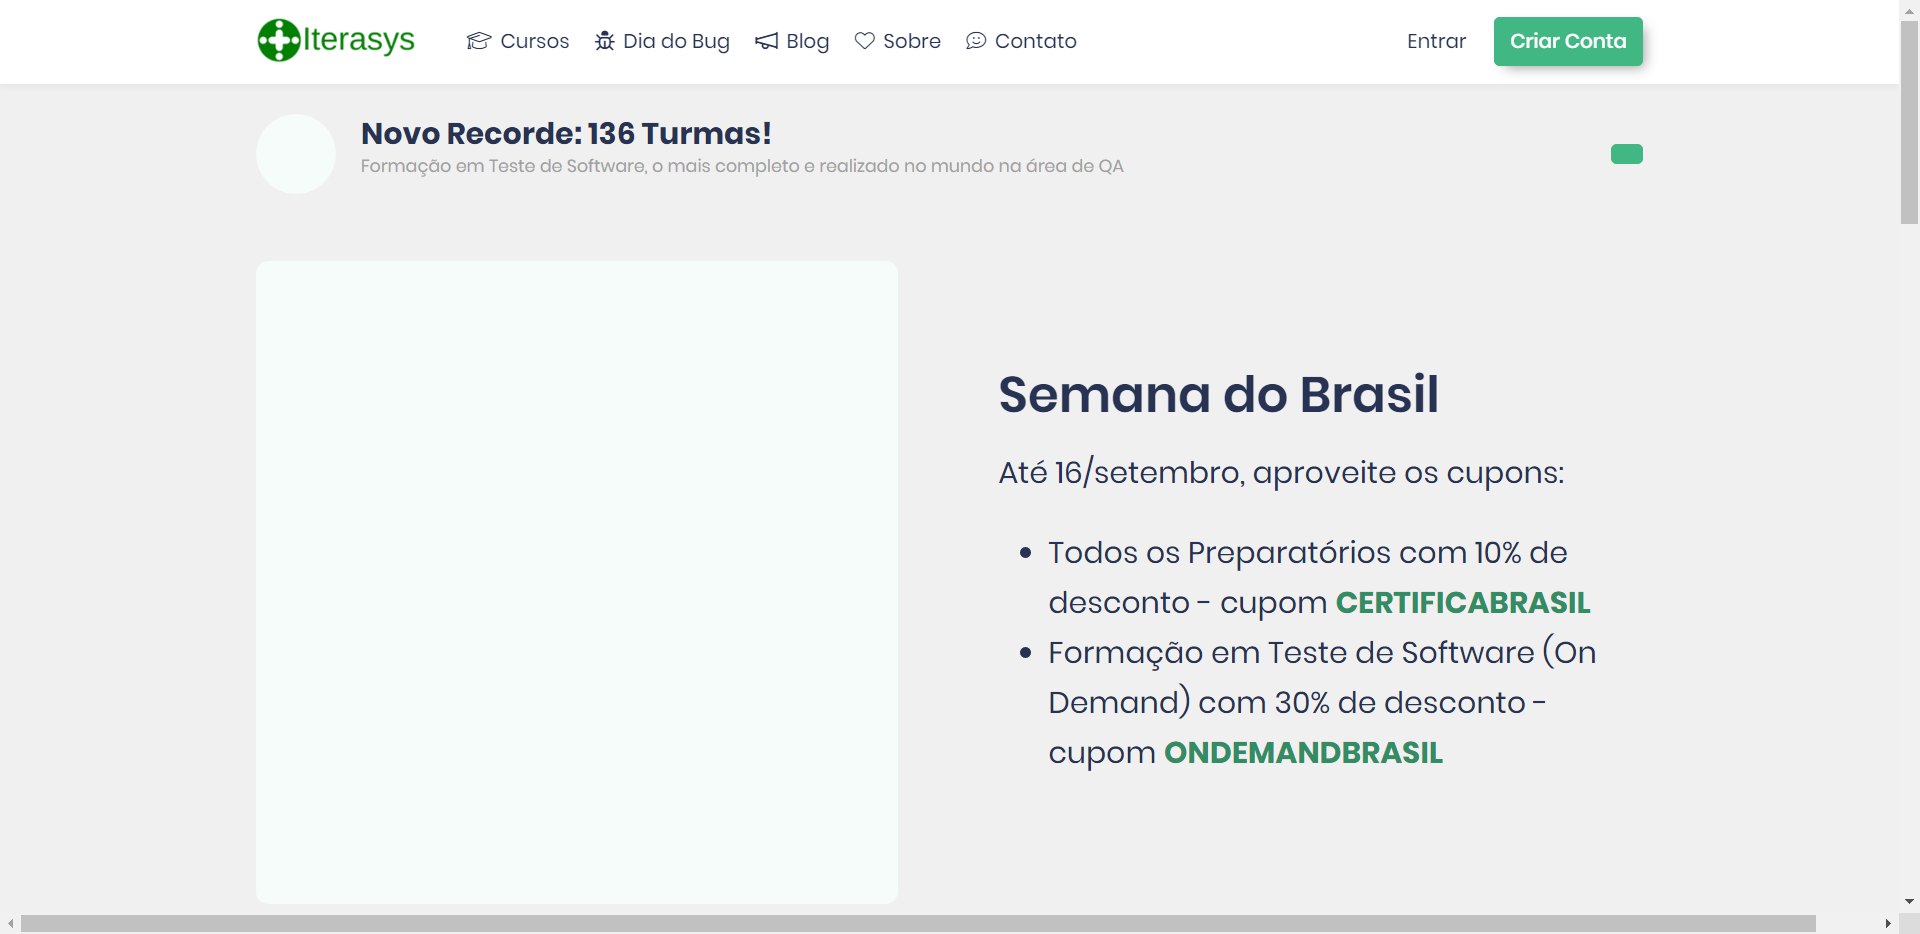 Iterasys
Cursos
Dia do Bug
Blog
Sobre
Contato
Entrar
Criar Conta
Novo Recorde: 136 Turmas!
Formação em Teste de Software, o mais completo e realizado no mundo na área de QA
Semana do Brasil
Até 16/setembro, aproveite os cupons:
Todos os Preparatórios com 10% de
desconto - cupom CERTIFICABRASIL
Formação em Teste de Software (On
Demand) com 30% de desconto -
cupom ONDEMANDBRASIL